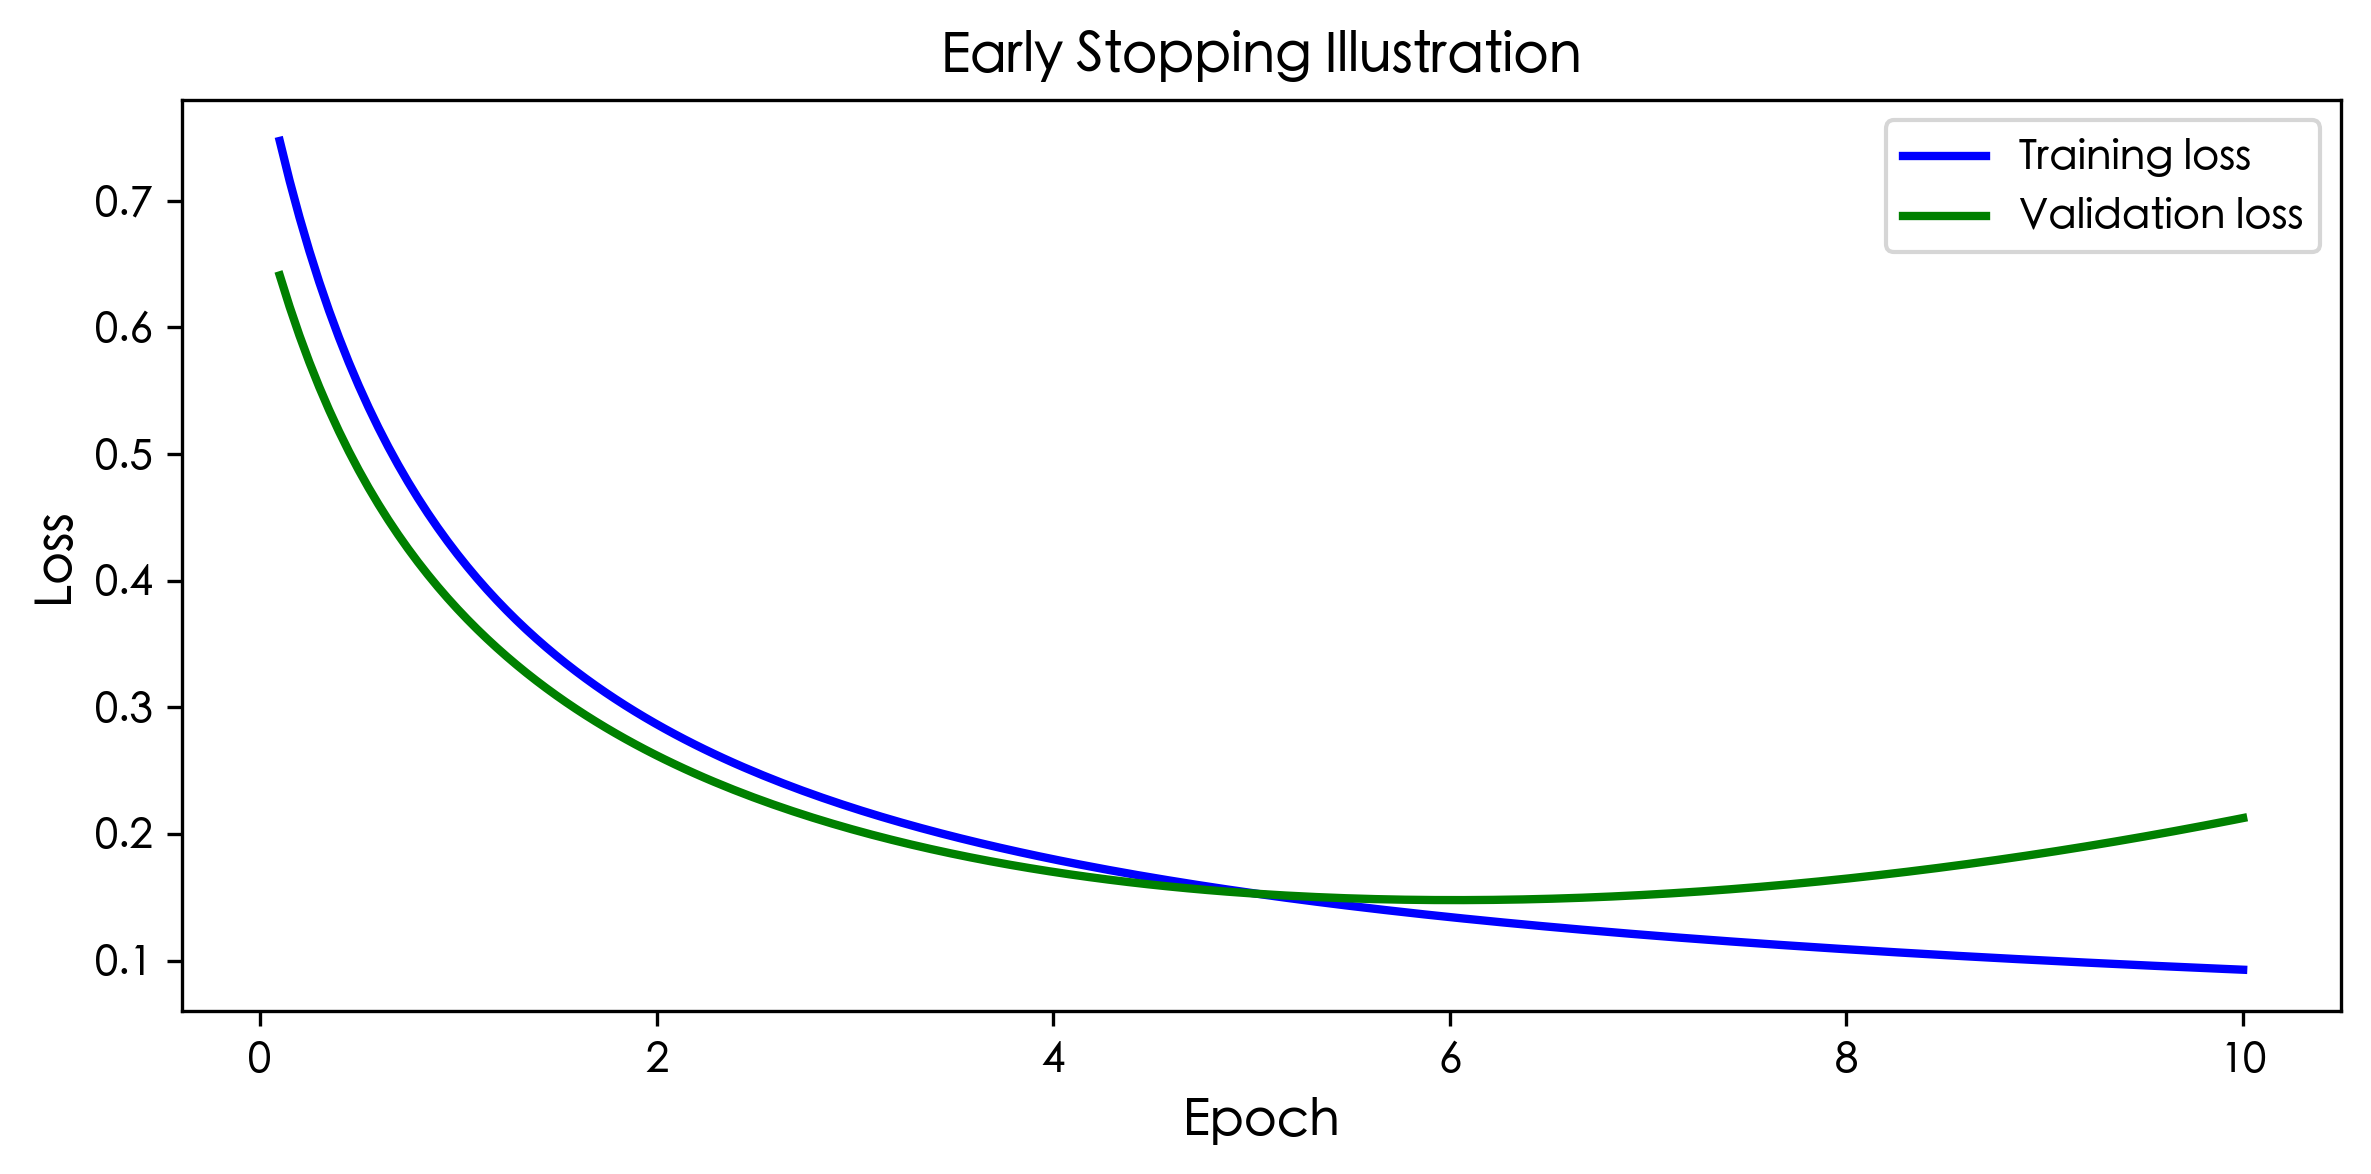 Early Stopping Illustration
Training loss
Validation loss
0.7
0.6
0.5
0.4
0.3
0.2
0.1
Loss
0 2 4 6 8 10
Epoch